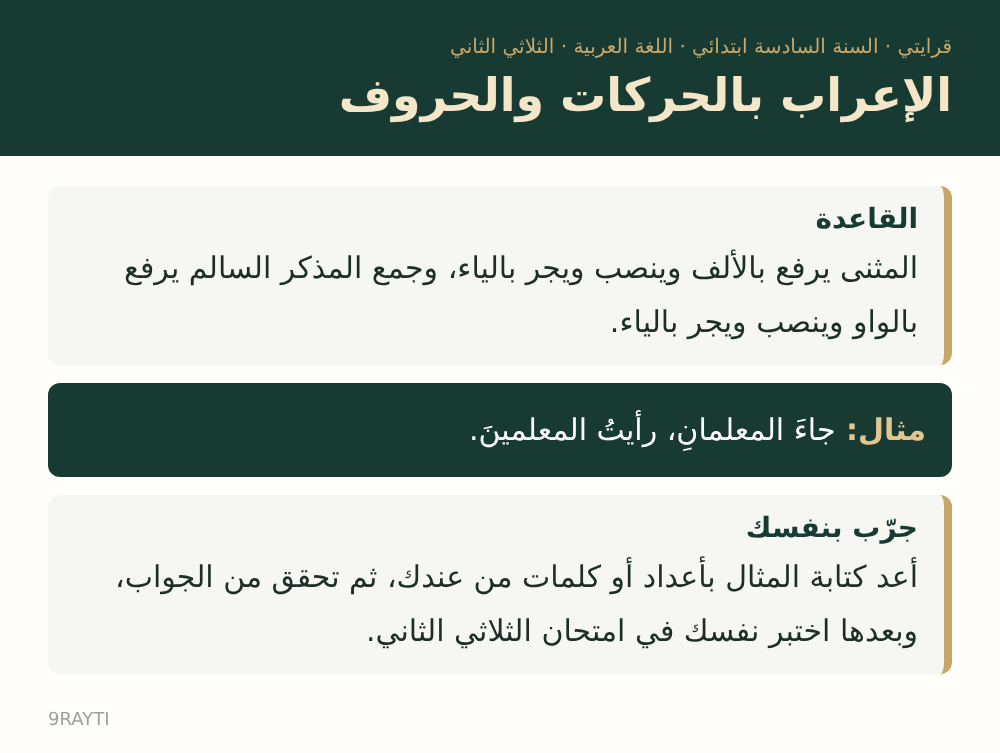 قرايتي · السنة السادسة ابتدائي · اللغة العربية · الثلاثي الثاني
الإعراب بالحركات والحروف
القاعدة
المثنى يرفع بالألف وينصب ويجر بالياء، وجمع المذكر السالم يرفع
بالواو وينصب ويجر بالياء.
مثال: جاءَ المعلمانِ، رأيتُ المعلمينَ.
جرّب بنفسك
أعد كتابة المثال بأعداد أو كلمات من عندك، ثم تحقق من الجواب،
وبعدها اختبر نفسك في امتحان الثلاثي الثاني.
9RAYTI